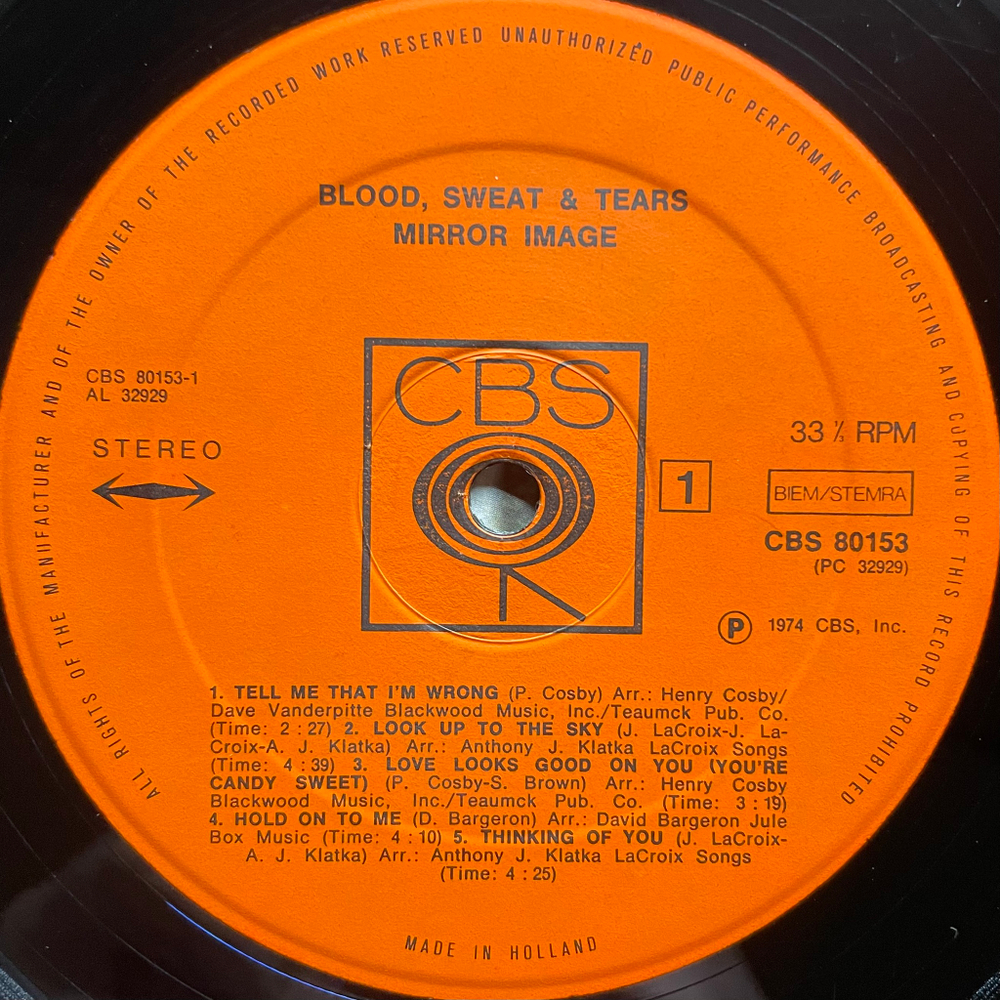 ALL RIGHTS OF THE MANUFACTURER AND OF THE OWNER OF THE RECORDED WORK RESERVED UNAUTHORIZED PUBLIC PERFORMANCE BROADCASTING AND COPYING OF THIS RECORD PROHIBITED
BLOOD, SWEAT & TEARS
MIRROR IMAGE
CBS
CBS 80153-1
AL 32929
STEREO
1
33 ⅓ RPM
BIEM/STEMRA
CBS 80153
(PC 32929)
Ⓟ 1974 CBS, Inc.
1. TELL ME THAT I'M WRONG (P. Cosby) Arr.: Henry Cosby/
Dave Vanderpitte Blackwood Music, Inc./Teaumck Pub. Co.
(Time: 2 : 27) 2. LOOK UP TO THE SKY (J. LaCroix-J. La-
Croix-A. J. Klatka) Arr.: Anthony J. Klatka LaCroix Songs
(Time: 4 : 39) 3. LOVE LOOKS GOOD ON YOU (YOU'RE
CANDY SWEET) (P. Cosby-S. Brown) Arr.: Henry Cosby
Blackwood Music, Inc./Teaumck Pub. Co. (Time: 3 : 19)
4. HOLD ON TO ME (D. Bargeron) Arr.: David Bargeron Jule
Box Music (Time: 4 : 10) 5. THINKING OF YOU (J. LaCroix-
A. J. Klatka) Arr.: Anthony J. Klatka LaCroix Songs
(Time: 4 : 25)
MADE IN HOLLAND